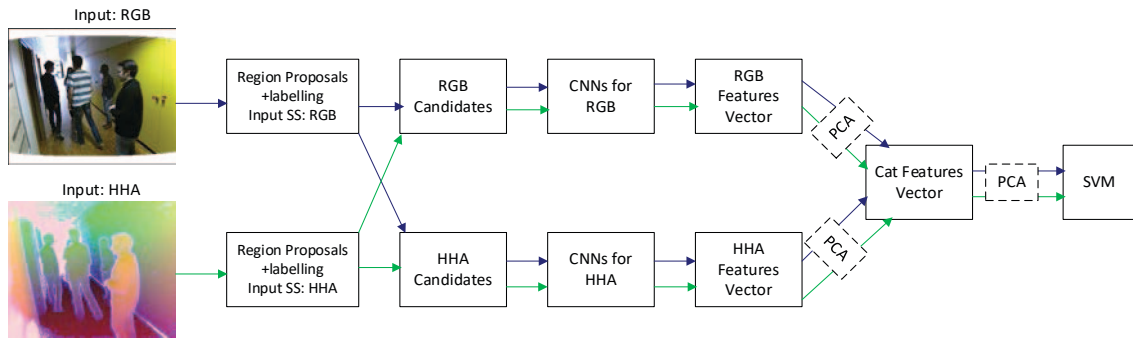 Input: RGB
Region Proposals
+labelling
Input SS: RGB
RGB
Candidates
CNNs for
RGB
RGB
Features
Vector
PCA
Cat Features
Vector
PCA
SVM
Input: HHA
Region Proposals
+labelling
Input SS: HHA
HHA
Candidates
CNNs for
HHA
HHA
Features
Vector
PCA